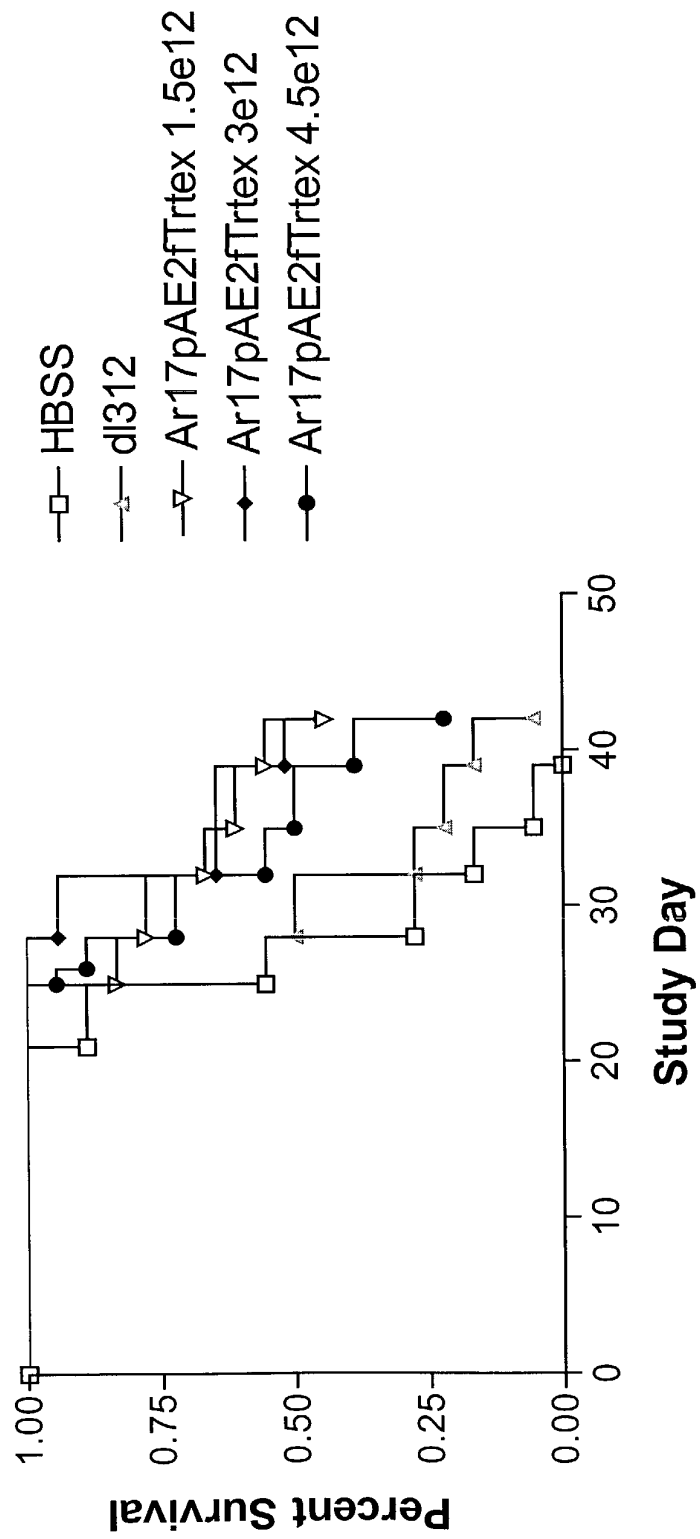 HBSS
dl312
Ar17pAE2fTrtex 1.5e12
Ar17pAE2fTrtex 3e12
Ar17pAE2fTrtex 4.5e12
Percent Survival
1.00
0.75
0.50
0.25
0.00
0
10
20
30
40
50
Study Day